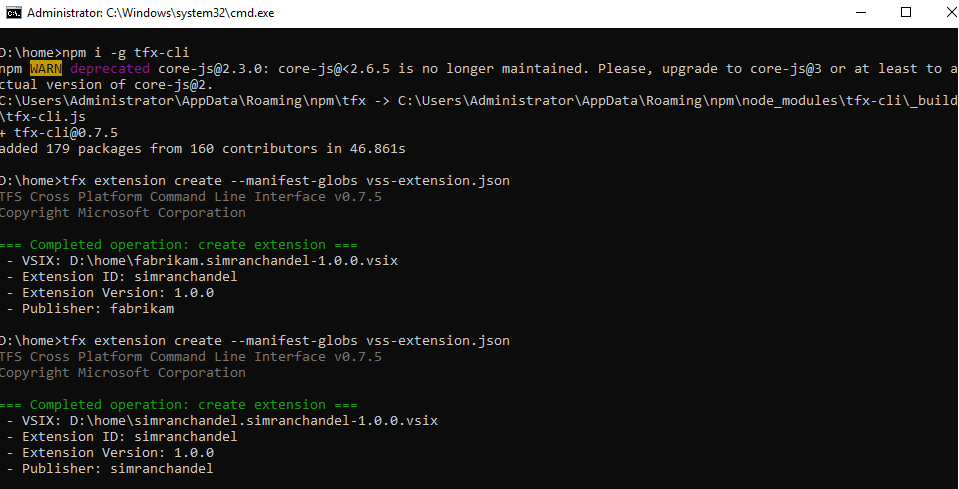 Administrator: C:\Windows\system32\cmd.exe
D:\home>npm i -g tfx-cli
npm WARN deprecated core-js@2.3.0: core-js@<2.6.5 is no longer maintained. Please, upgrade to core-js@3 or at least to a
ctual version of core-js@2.
C:\Users\Administrator\AppData\Roaming\npm\tfx -> C:\Users\Administrator\AppData\Roaming\npm\node_modules\tfx-cli\_build
\tfx-cli.js
+ tfx-cli@0.7.5
added 179 packages from 160 contributors in 46.861s
D:\home>tfx extension create --manifest-globs vss-extension.json
TFS Cross Platform Command Line Interface v0.7.5
Copyright Microsoft Corporation
=== Completed operation: create extension ===
- VSIX: D:\home\fabrikam.simranchandel-1.0.0.vsix
- Extension ID: simranchandel
- Extension Version: 1.0.0
- Publisher: fabrikam
D:\home>tfx extension create --manifest-globs vss-extension.json
TFS Cross Platform Command Line Interface v0.7.5
Copyright Microsoft Corporation
=== Completed operation: create extension ===
- VSIX: D:\home\simranchandel.simranchandel-1.0.0.vsix
- Extension ID: simranchandel
- Extension Version: 1.0.0
- Publisher: simranchandel